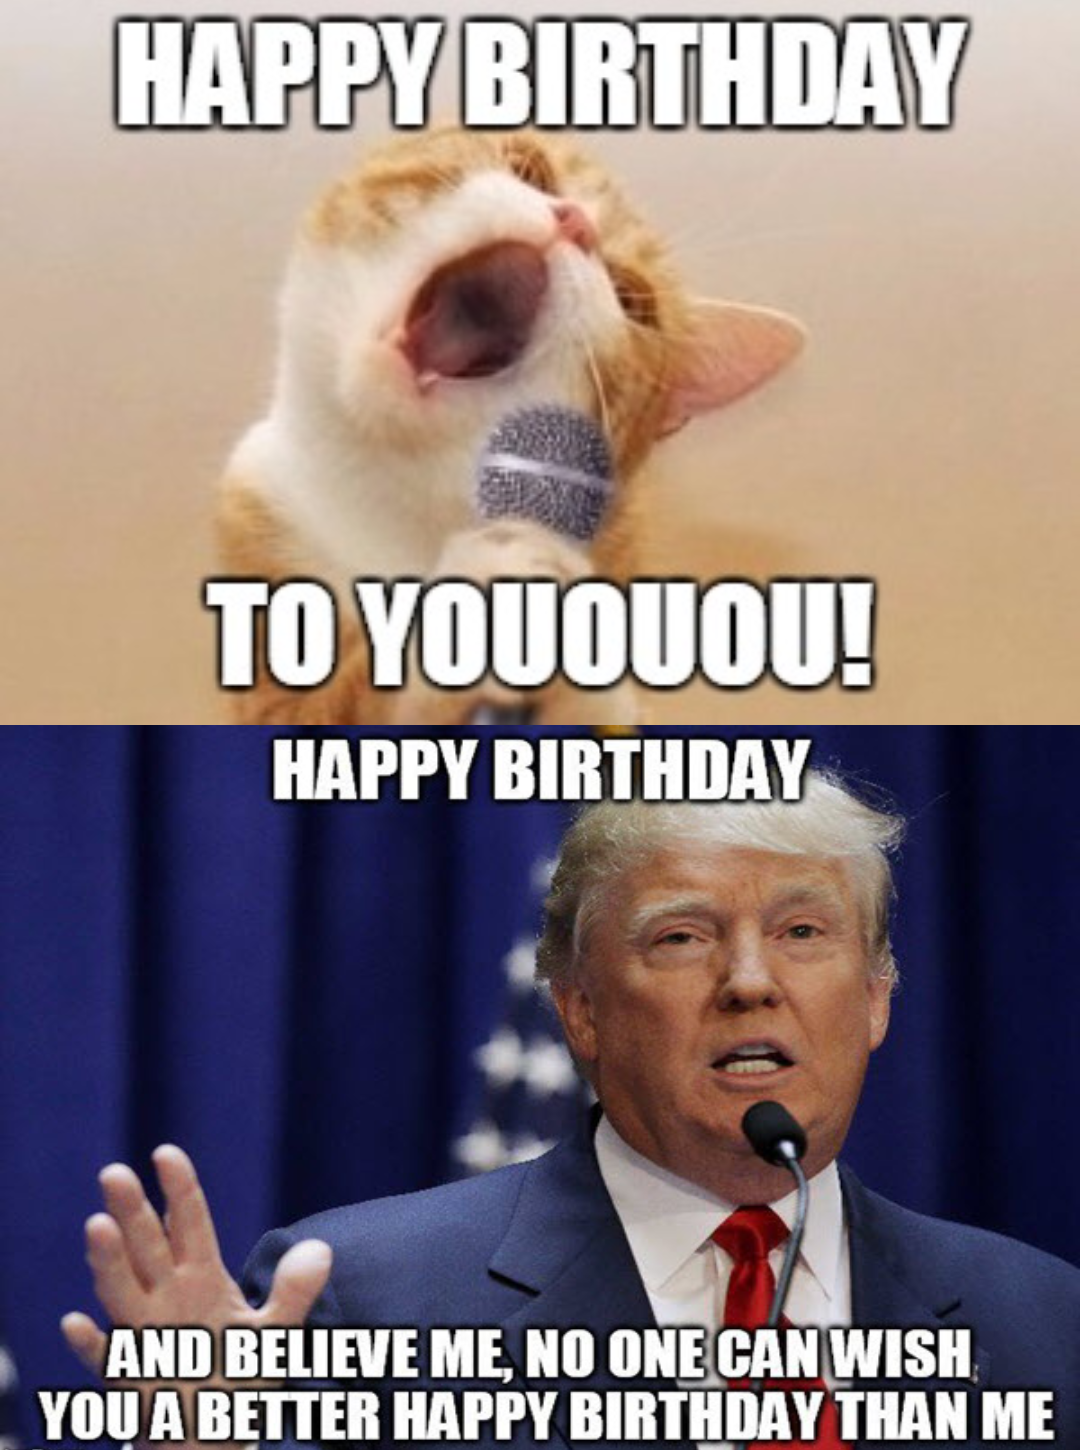 HAPPY BIRTHDAY
TO YOUOUOU!
HAPPY BIRTHDAY
AND BELIEVE ME, NO ONE CAN WISH
YOU A BETTER HAPPY BIRTHDAY THAN ME